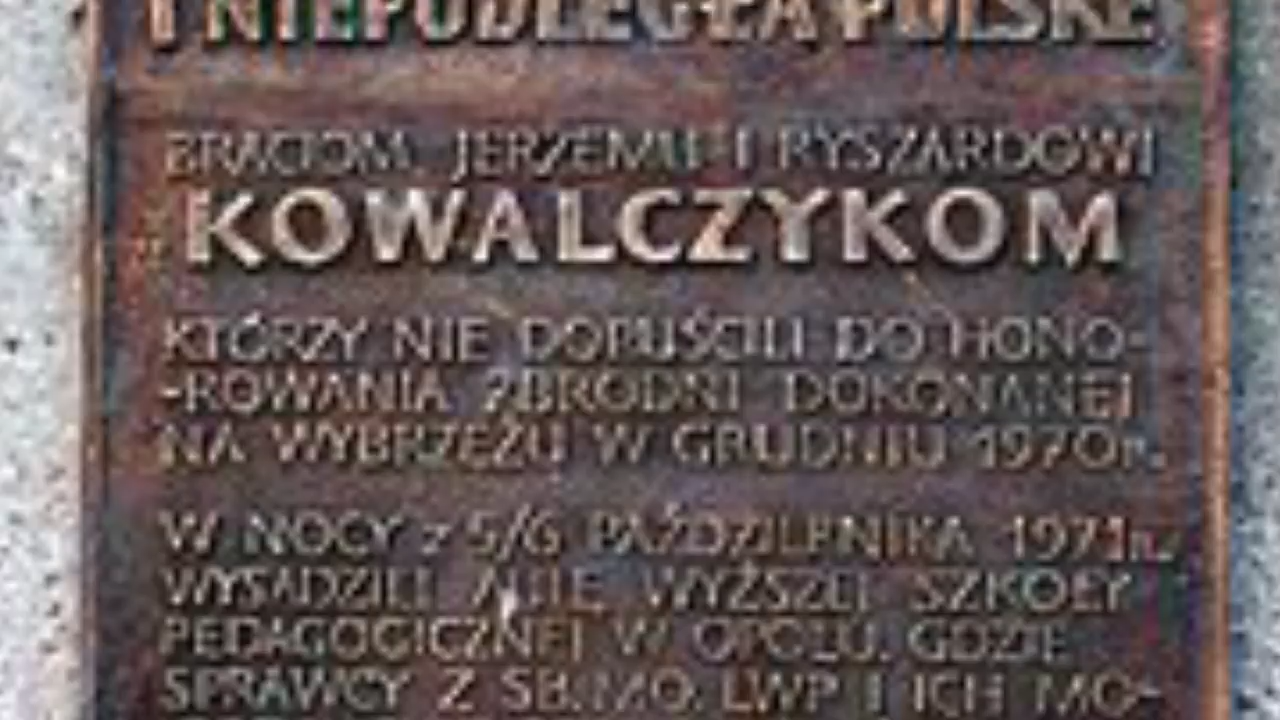 I NIEPODLEGŁĄ POLSKĘ
BRACIOM JERZEMU I RYSZARDOWI
KOWALCZYKOM
KTÓRZY NIE DOPUŚCILI DO HONO-
-ROWANIA ZBRODNI DOKONANEJ
NA WYBRZEŻU W GRUDNIU 1970R.
W NOCY z 5/6 PAŹDZIERNIKA 1971R.
WYSADZILI AULĘ WYŻSZEJ SZKOŁY
PEDAGOGICZNEJ W OPOLU, GDZIE
SPRAWCY Z SB, MO, LWP I ICH MO-